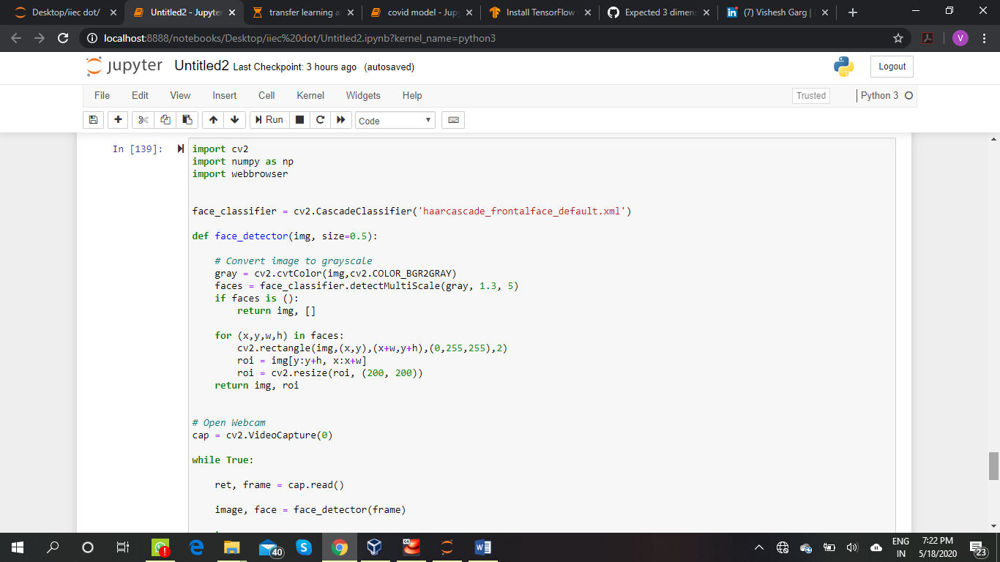 Desktop/iiec dot/
Untitled2 - Jupyter
transfer learning a
covid model - Jup
Install TensorFlow
Expected 3 dimen
(7) Vishesh Garg |
localhost:8888/notebooks/Desktop/iiec%20dot/Untitled2.ipynb?kernel_name=python3
V
jupyter Untitled2 Last Checkpoint: 3 hours ago (autosaved)
Logout
File Edit View Insert Cell Kernel Widgets Help
Trusted
Python 3
Run
Code
In [139]:
import cv2
import numpy as np
import webbrowser
face_classifier = cv2.CascadeClassifier('haarcascade_frontalface_default.xml')
def face_detector(img, size=0.5):
# Convert image to grayscale
gray = cv2.cvtColor(img,cv2.COLOR_BGR2GRAY)
faces = face_classifier.detectMultiScale(gray, 1.3, 5)
if faces is ():
return img, []
for (x,y,w,h) in faces:
cv2.rectangle(img,(x,y),(x+w,y+h),(0,255,255),2)
roi = img[y:y+h, x:x+w]
roi = cv2.resize(roi, (200, 200))
return img, roi
# Open Webcam
cap = cv2.VideoCapture(0)
while True:
ret, frame = cap.read()
image, face = face_detector(frame)
40
ENG
IN
7:22 PM
5/18/2020
23